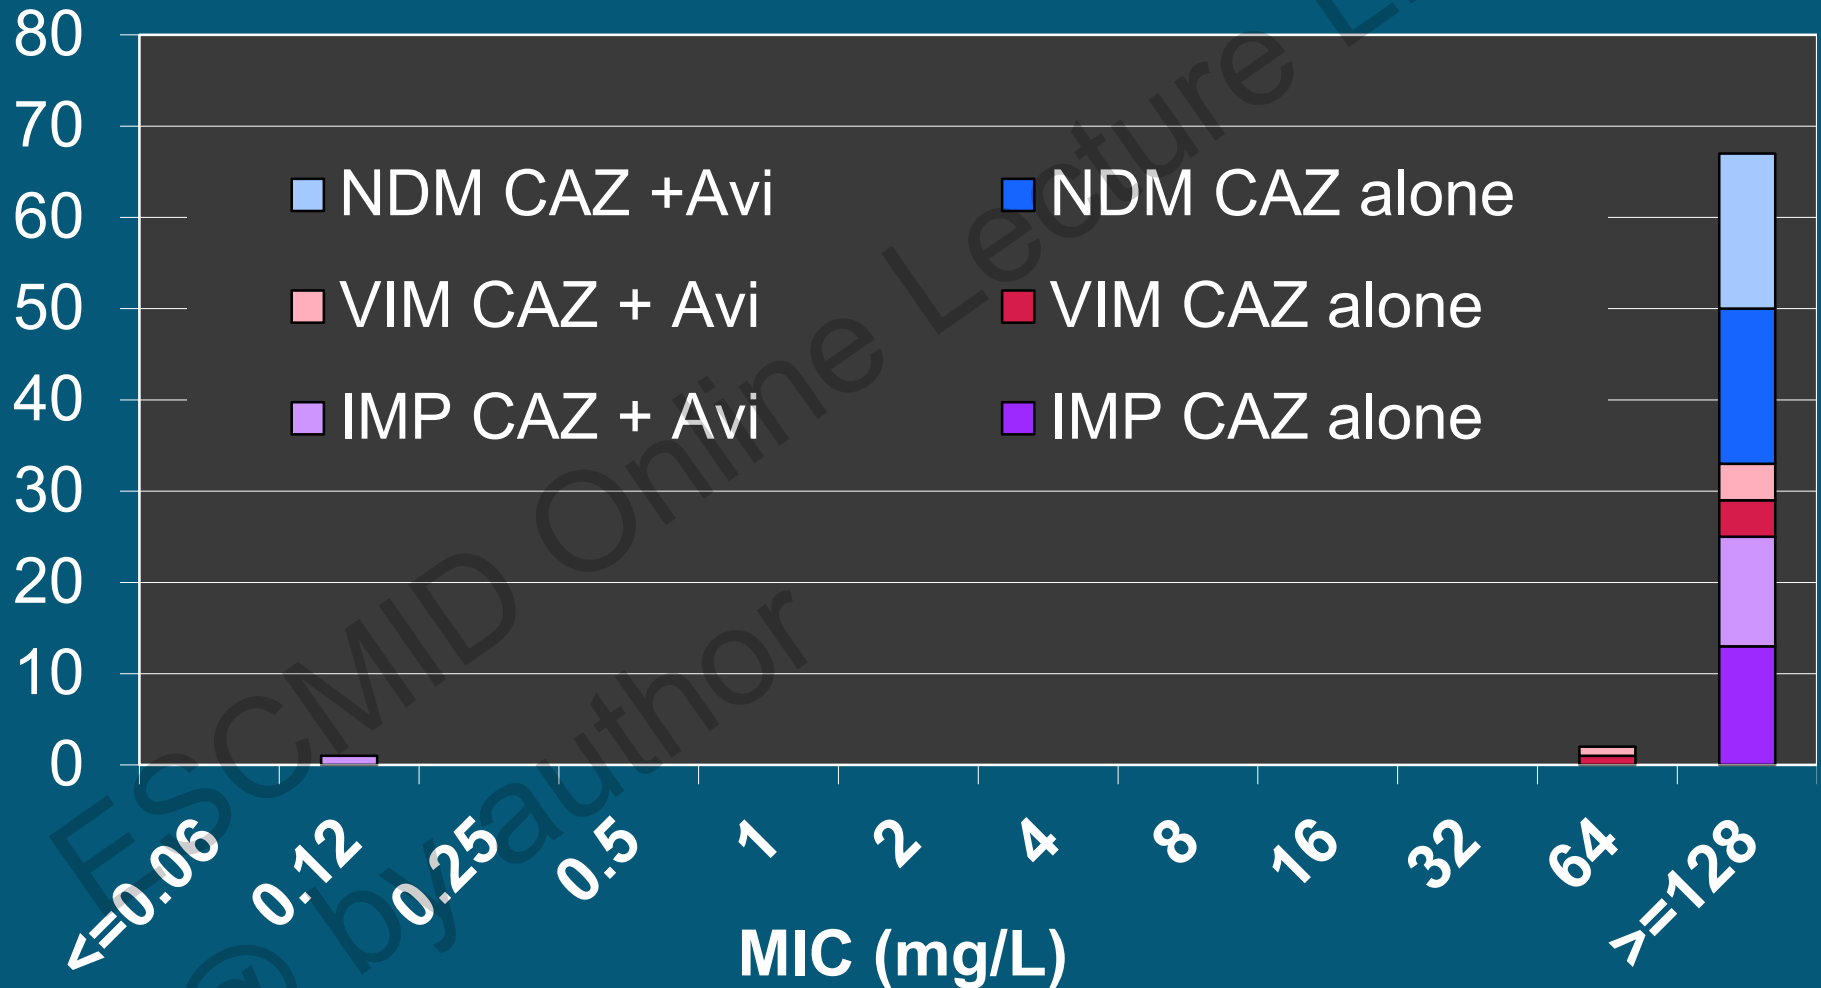 80
70
60
50
40
30
20
10
0
NDM CAZ +Avi NDM CAZ alone
VIM CAZ + Avi VIM CAZ alone
IMP CAZ + Avi IMP CAZ alone
<=0.06 0.12 0.25 0.5 1 2 4 8 16 32 64 >=128
MIC (mg/L)
ESCMID Online Lecture
@ by author